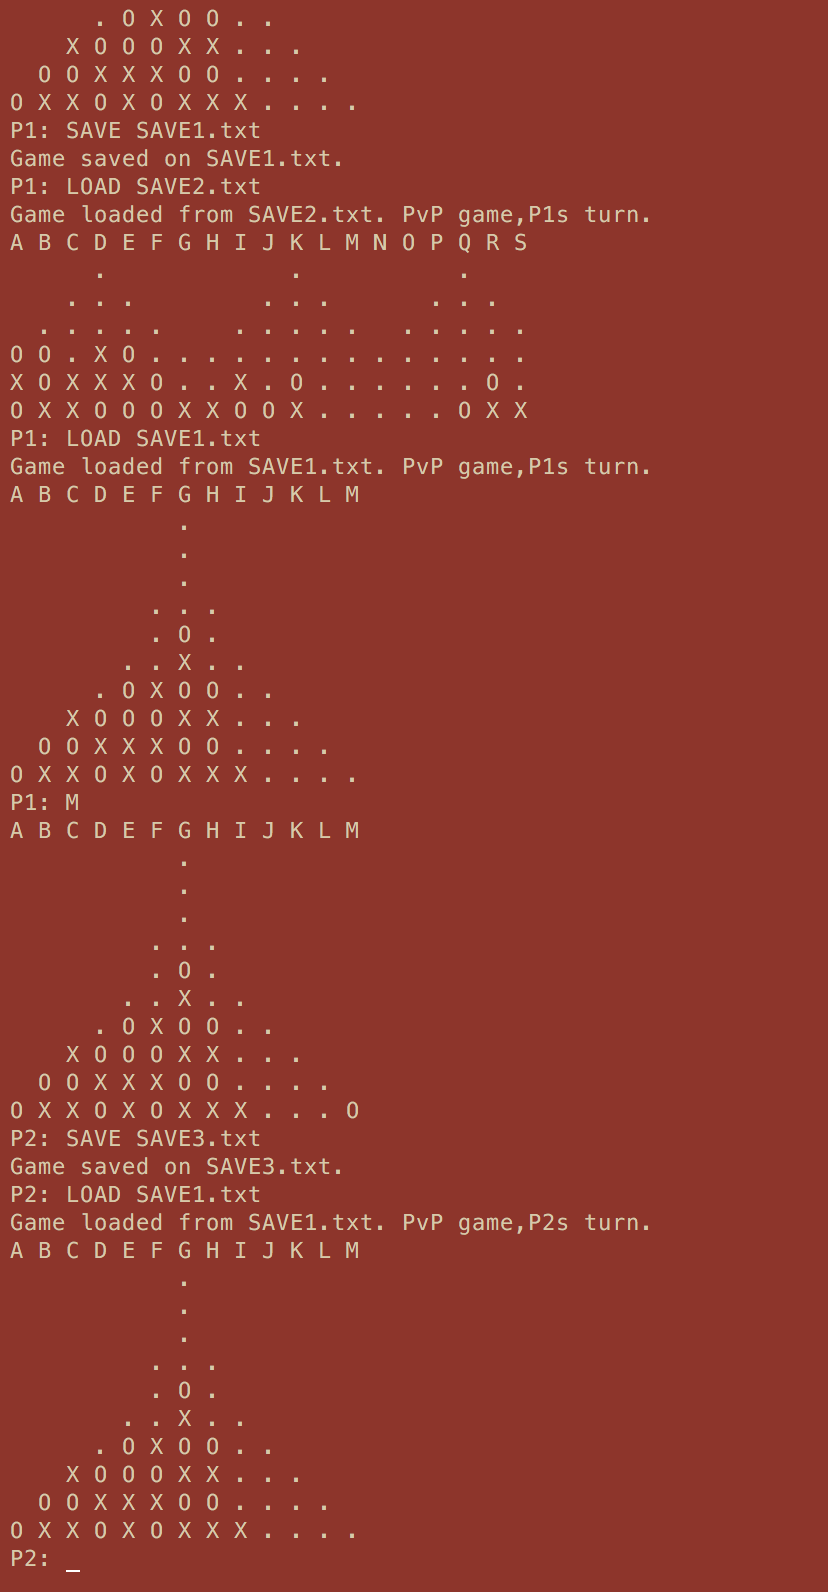 . O X O O . .
    X O O O X X . . .
  O O X X X O O . . . .
O X X O X O X X X . . . .
P1: SAVE SAVE1.txt
Game saved on SAVE1.txt.
P1: LOAD SAVE2.txt
Game loaded from SAVE2.txt. PvP game,P1s turn.
A B C D E F G H I J K L M N O P Q R S
      .             .           .
    . . .         . . .       . . .
  . . . . .     . . . . .   . . . . .
O O . X O . . . . . . . . . . . . . .
X O X X X O . . X . O . . . . . . O .
O X X O O O X X O O X . . . . . O X X
P1: LOAD SAVE1.txt
Game loaded from SAVE1.txt. PvP game,P1s turn.
A B C D E F G H I J K L M
            .
            .
            .
          . . .
          . O .
        . . X . .
      . O X O O . .
    X O O O X X . . .
  O O X X X O O . . . .
O X X O X O X X X . . . .
P1: M
A B C D E F G H I J K L M
            .
            .
            .
          . . .
          . O .
        . . X . .
      . O X O O . .
    X O O O X X . . .
  O O X X X O O . . . .
O X X O X O X X X . . . O
P2: SAVE SAVE3.txt
Game saved on SAVE3.txt.
P2: LOAD SAVE1.txt
Game loaded from SAVE1.txt. PvP game,P2s turn.
A B C D E F G H I J K L M
            .
            .
            .
          . . .
          . O .
        . . X . .
      . O X O O . .
    X O O O X X . . .
  O O X X X O O . . . .
O X X O X O X X X . . . .
P2: _